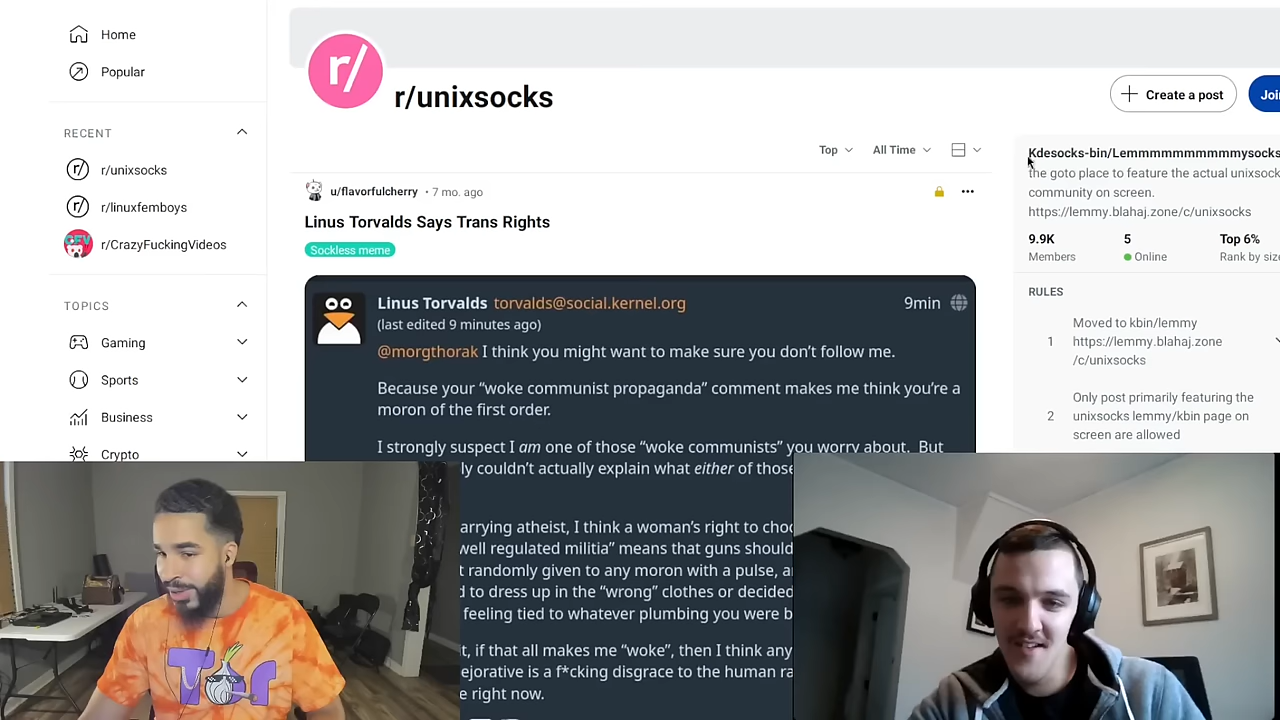 Home
Popular
RECENT
r/unixsocks
r/linuxfemboys
r/CrazyFuckingVideos
TOPICS
Gaming
Sports
Business
Crypto
r/
r/unixsocks
Create a post
Joi
Top
All Time
u/flavorfulcherry • 7 mo. ago
Linus Torvalds Says Trans Rights
Sockless meme
Linus Torvalds torvalds@social.kernel.org 9min
(last edited 9 minutes ago)
@morgthorak I think you might want to make sure you don't follow me.
Because your “woke communist propaganda” comment makes me think you're a
moron of the first order.
I strongly suspect I am one of those “woke communists” you worry about. But
ly couldn't actually explain what either of those
arrying atheist, I think a woman's right to choo
well regulated militia” means that guns should
t randomly given to any moron with a pulse, a
d to dress up in the “wrong” clothes or decided
feeling tied to whatever plumbing you were b
t, if that all makes me “woke”, then I think any
ejorative is a f*cking disgrace to the human ra
e right now.
Kdesocks-bin/Lemmmmmmmmmmysocks
the goto place to feature the actual unixsock
community on screen.
https://lemmy.blahaj.zone/c/unixsocks
9.9K 5 Top 6%
Members Online Rank by size
RULES
1 Moved to kbin/lemmy
https://lemmy.blahaj.zone
/c/unixsocks
2 Only post primarily featuring the
unixsocks lemmy/kbin page on
screen are allowed
Tor